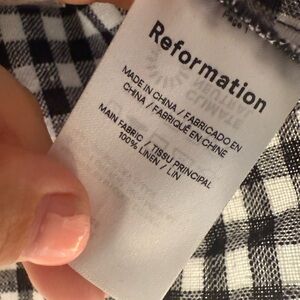 Reformation
MADE IN CHINA / FABRICADO EN
CHINA / FABRIQUÉ EN CHINE
MAIN FABRIC / TISSU PRINCIPAL
100% LINEN / LIN